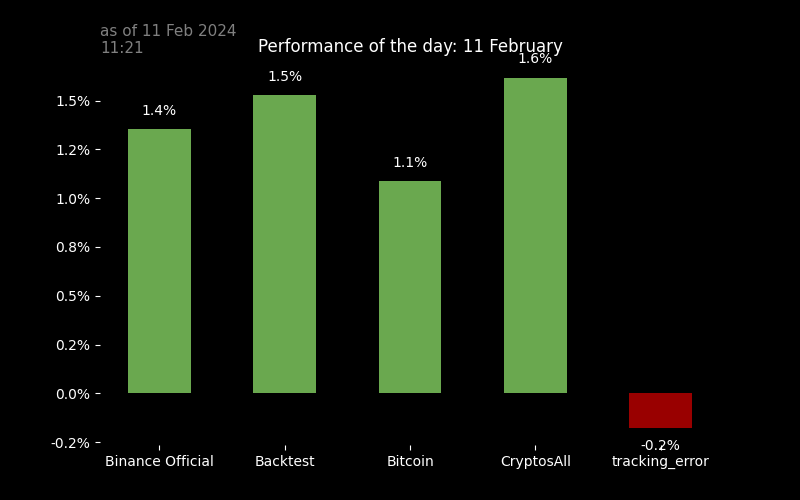 as of 11 Feb 2024
11:21
Performance of the day: 11 February
1.6%
1.5%
1.4%
1.1%
-0.2%
1.5%
1.2%
1.0%
0.8%
0.5%
0.2%
0.0%
-0.2%
Binance Official
Backtest
Bitcoin
CryptosAll
tracking_error